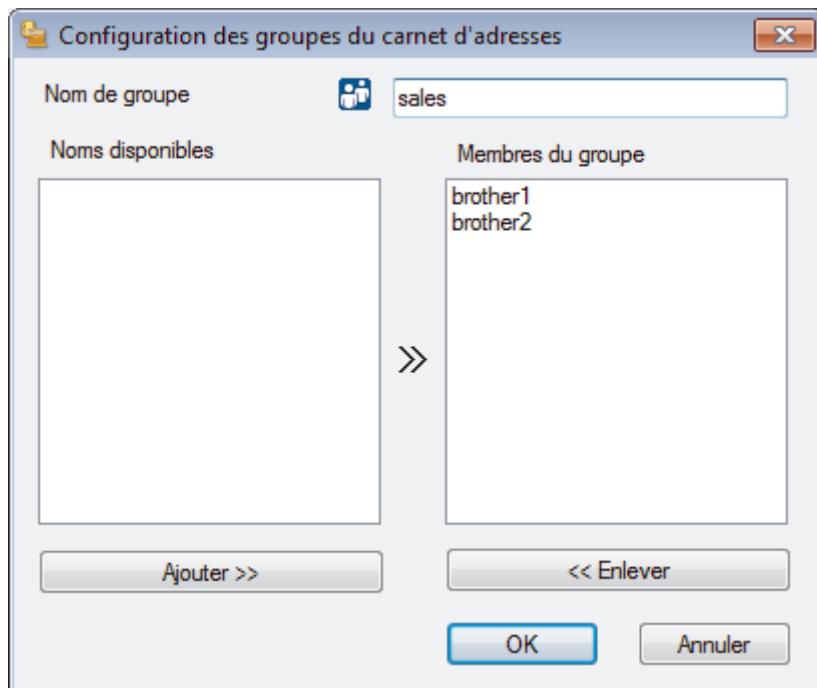 Configuration des groupes du carnet d'adresses
Nom de groupe
sales
Noms disponibles
Membres du groupe
brother1
brother2
Ajouter >>
<< Enlever
OK
Annuler